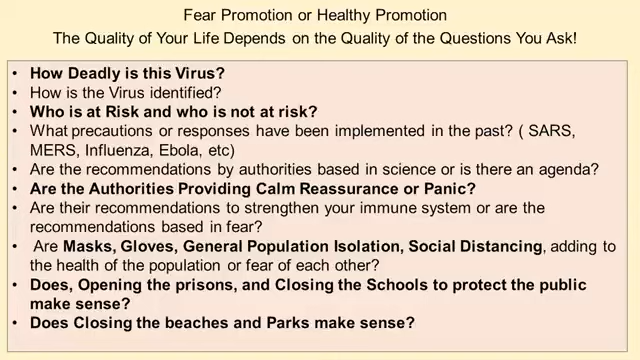 Fear Promotion or Healthy Promotion
The Quality of Your Life Depends on the Quality of the Questions You Ask!
• How Deadly is this Virus?
• How is the Virus identified?
• Who is at Risk and who is not at risk?
• What precautions or responses have been implemented in the past? ( SARS,
MERS, Influenza, Ebola, etc)
• Are the recommendations by authorities based in science or is there an agenda?
• Are the Authorities Providing Calm Reassurance or Panic?
• Are their recommendations to strengthen your immune system or are the
recommendations based in fear?
• Are Masks, Gloves, General Population Isolation, Social Distancing, adding to
the health of the population or fear of each other?
• Does, Opening the prisons, and Closing the Schools to protect the public
make sense?
• Does Closing the beaches and Parks make sense?